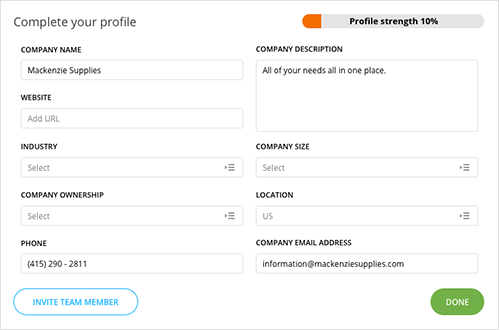 Complete your profile
Profile strength 10%
COMPANY NAME
Mackenzie Supplies
COMPANY DESCRIPTION
All of your needs all in one place.
WEBSITE
Add URL
INDUSTRY
Select
COMPANY SIZE
Select
COMPANY OWNERSHIP
Select
LOCATION
US
PHONE
(415) 290 - 2811
COMPANY EMAIL ADDRESS
information@mackenziesupplies.com
INVITE TEAM MEMBER
DONE